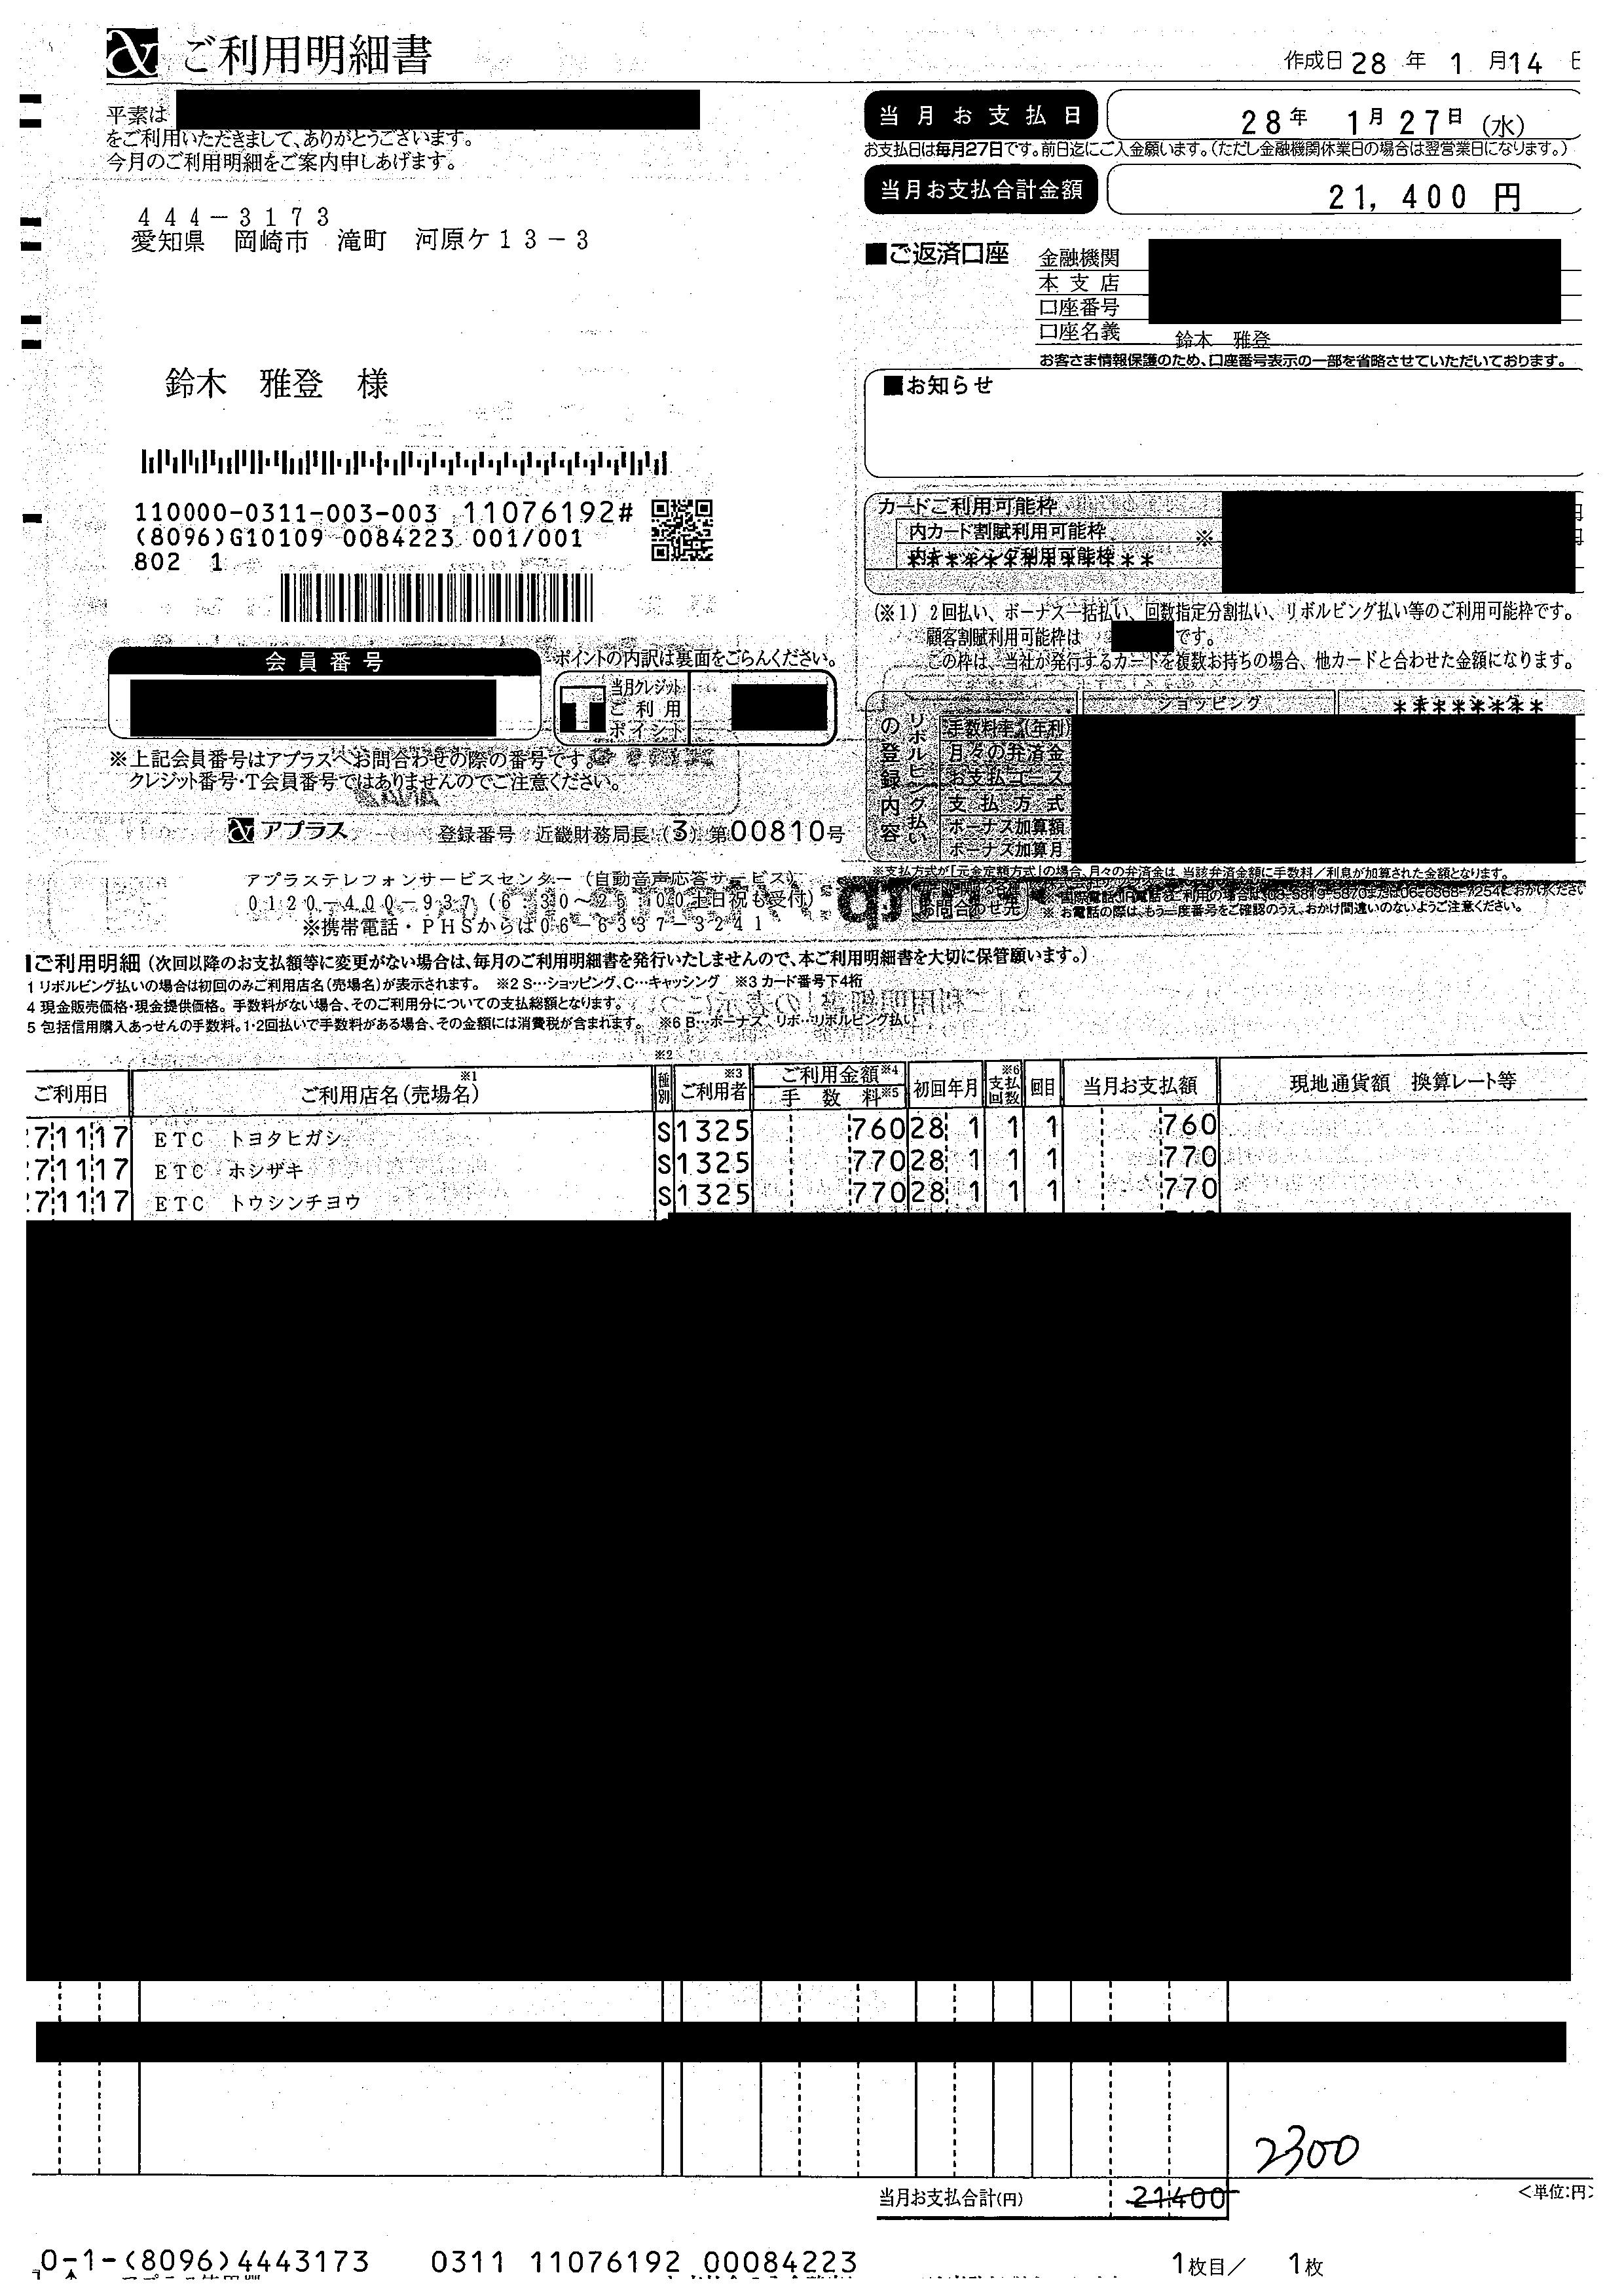 ご利用明細書
作成日 28 年 1 月 14 日
平素は
をご利用いただきまして、ありがとうございます。
今月のご利用明細をご案内申しあげます。
当月お支払日 28年 1月27日 (水)
お支払日は毎月27日です。前日迄にご入金願います。(ただし金融機関休業日の場合は翌営業日になります。)
当月お支払合計金額 21,400 円
444-3173
愛知県 岡崎市 滝町 河原ケ13-3
鈴木 雅登 様
■ご返済口座
金融機関
本支店
口座番号
口座名義 鈴木 雅登
お客さま情報保護のため、口座番号表示の一部を省略させていただいております。
■お知らせ
110000-0311-003-003 11076192#
(8096)G10109 0084223 001/001
802 1
カードご利用可能枠
内カード割賦利用可能枠 ※
(※1) 2回払い、ボーナス一括払い、回数指定分割払い、リボルビング払い等のご利用可能枠です。
顧客割賦利用可能枠は です。
この枠は、当社が発行するカードを複数お持ちの場合、他カードと合わせた金額になります。
会員番号
ポイントの内訳は裏面をごらんください。
当月クレジット
ご利用
ポイント
※上記会員番号はアプラスへお問合わせの際の番号です。
クレジット番号・T会員番号ではありませんのでご注意ください。
リボルビング払いの登録内容
ショッピング ********
手数料率(年利)
月々の弁済金
お支払コース
支払方式
ボーナス加算額
ボーナス加算月
アプラス 登録番号 近畿財務局長(3)第00810号
※支払方式が「元金定額方式」の場合、月々の弁済金は、当該弁済金額に手数料/利息が加算された金額となります。
アプラステレフォンサービスセンター (自動音声応答サービス)
0120-400-937 (6:30~25:00土日祝も受付)
※携帯電話・PHSからは06-6337-3241
お問合わせ先
※お電話の際は、もう一度番号をご確認のうえ、おかけ間違いのないようご注意ください。
ご利用明細 (次回以降のお支払額等に変更がない場合は、毎月のご利用明細書を発行いたしませんので、本ご利用明細書を大切に保管願います。)
1 リボルビング払いの場合は初回のみご利用店名(売場名)が表示されます。 ※2 S…ショッピング、C…キャッシング ※3 カード番号下4桁
4 現金販売価格・現金提供価格。手数料がない場合、そのご利用分についての支払総額となります。
5 包括信用購入あっせんの手数料。1・2回払いで手数料がある場合、その金額には消費税が含まれます。 ※6 B…ボーナス、リボ…リボルビング払い
ご利用日 ご利用店名(売場名)※1 種別※2 ご利用者※3 ご利用金額※4 手数料※5 初回年月 支払回数※6 回目 当月お支払額 現地通貨額 換算レート等
271117 ETC トヨタヒガシ S 1325 760 28 1 1 1 760
271117 ETC ホシザキ S 1325 770 28 1 1 1 770
271117 ETC トウシンチヨウ S 1325 770 28 1 1 1 770
2300
当月お支払合計(円) 21400
<単位:円>
0-1-(8096)4443173 0311 11076192 00084223
1枚目/ 1枚